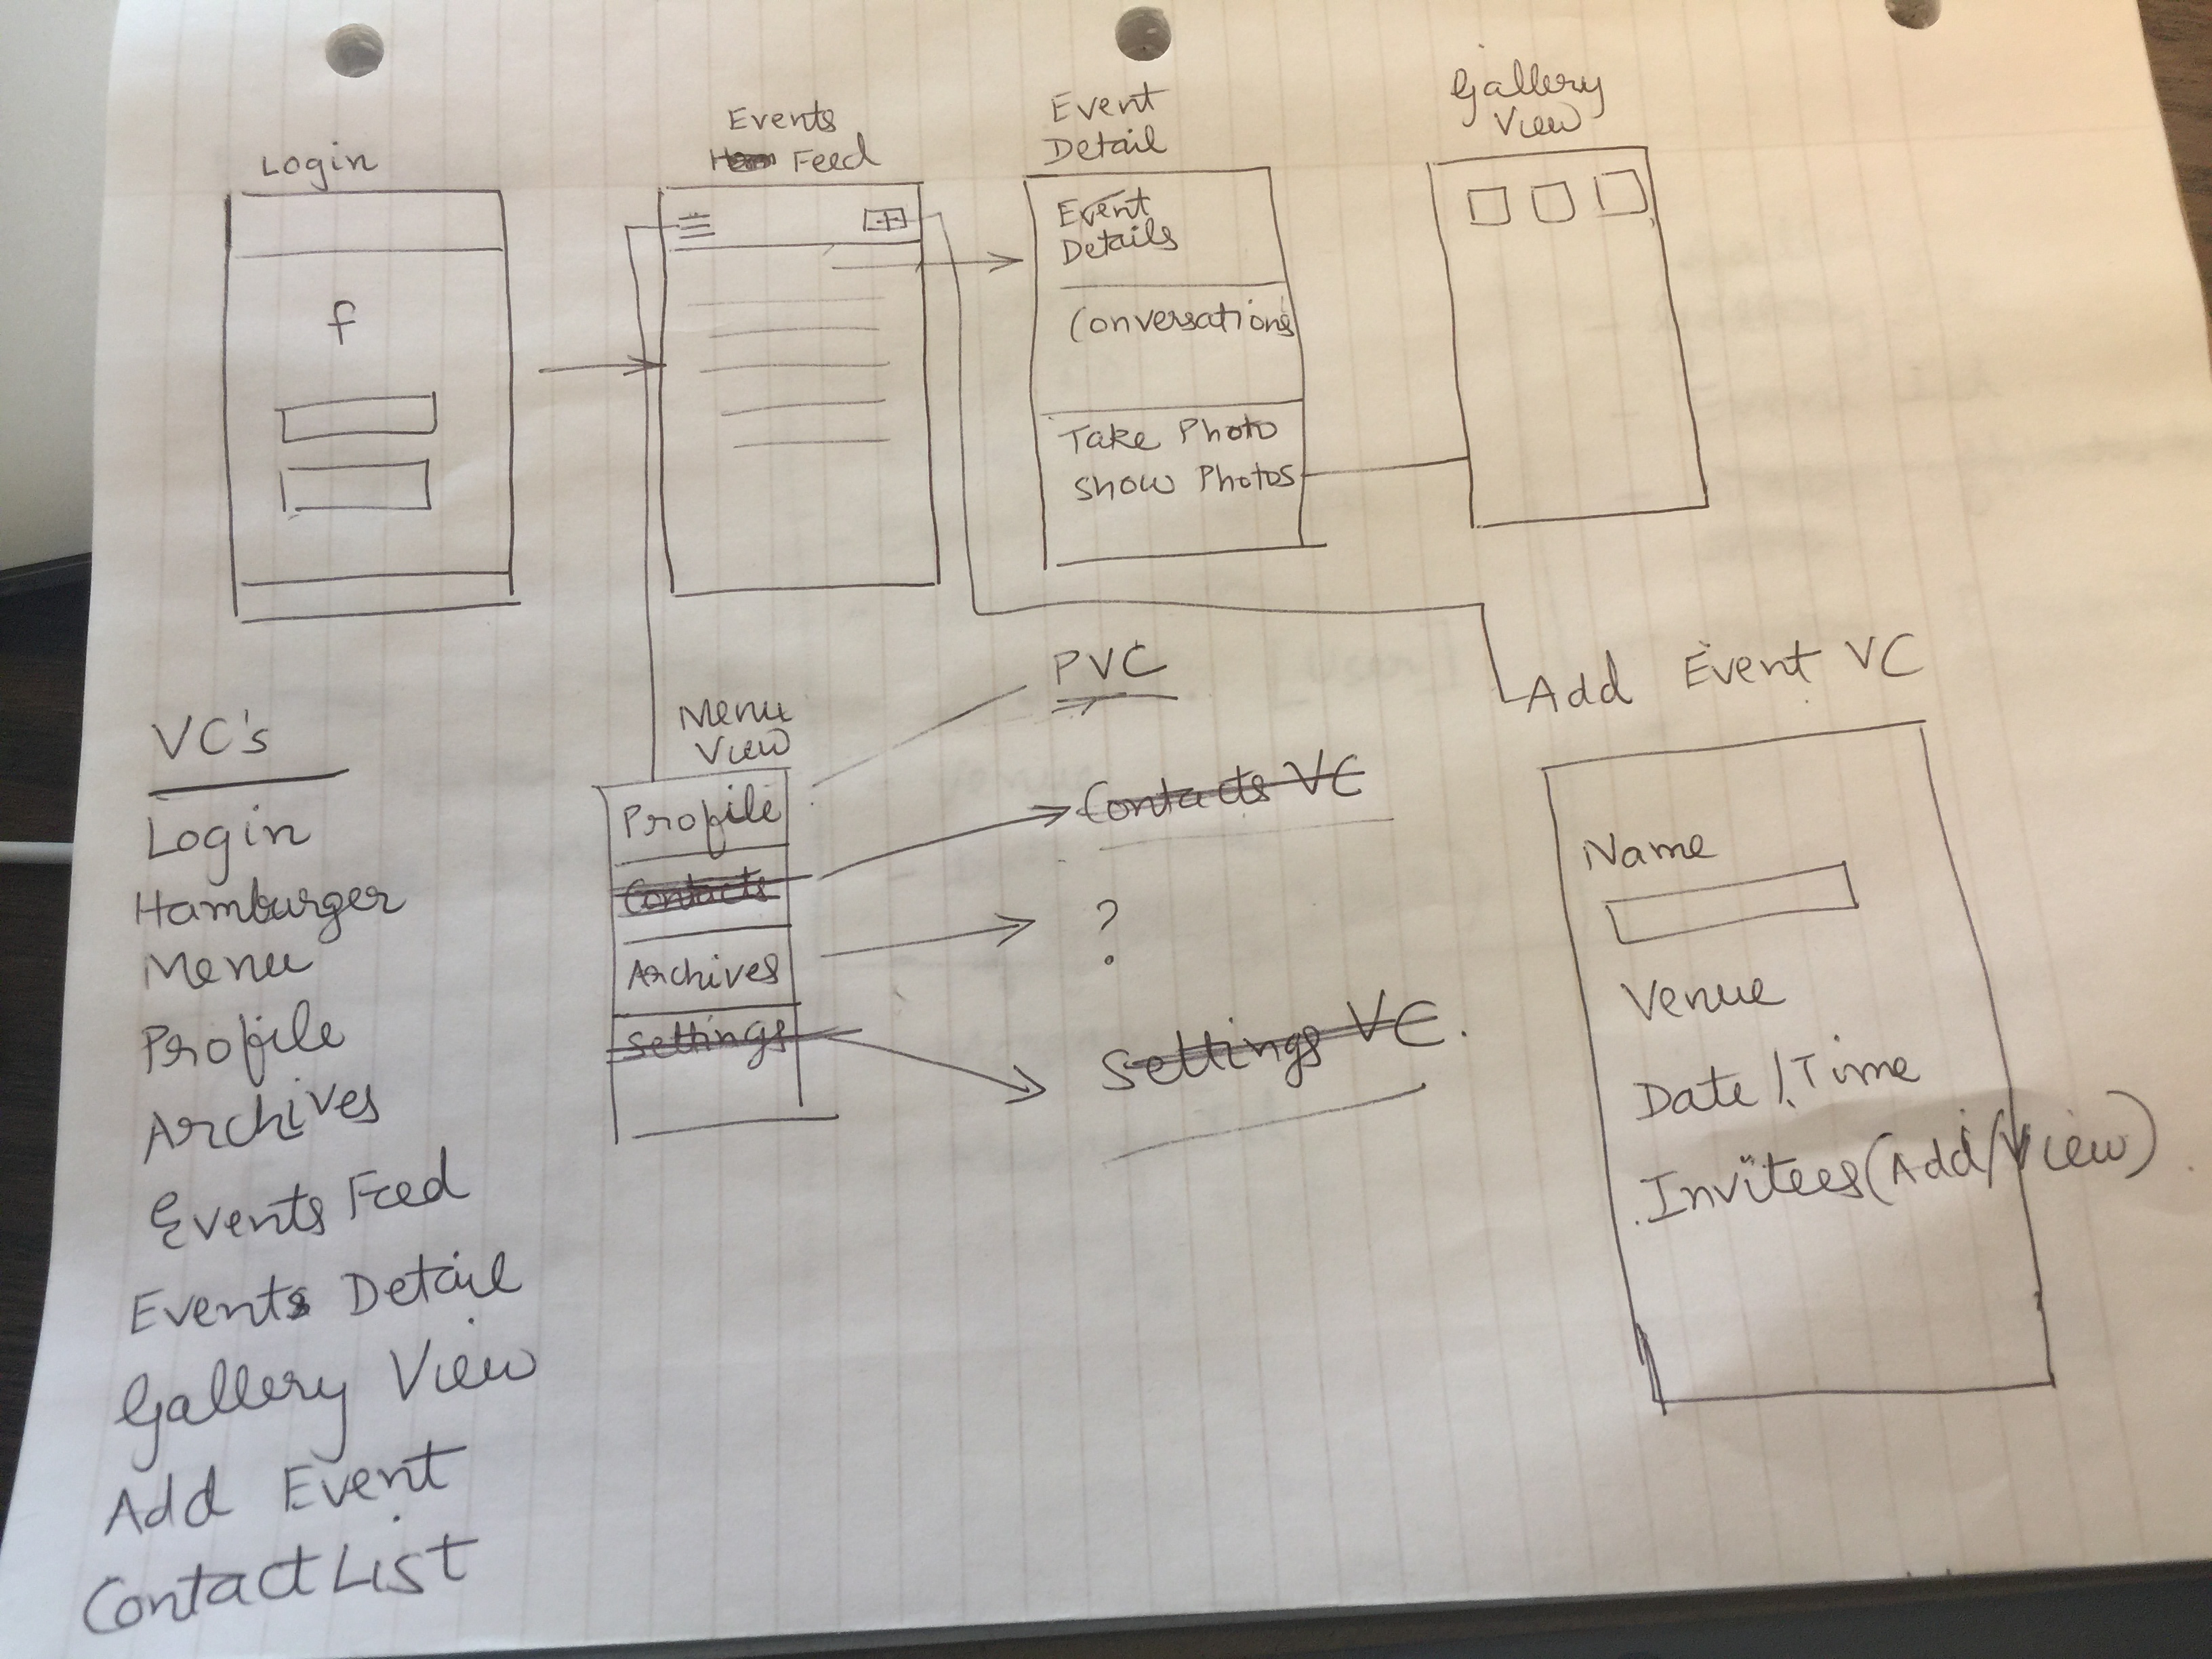 Login
f
Events
Feed
Event
Detail
Event
Details
Conversations
Take Photo
Show Photos
Gallery
View
VC's
Login
Hamburger
Menu
Profile
Archives
Events Feed
Events Detail
Gallery View
Add Event
Contact List
Menu
View
Profile
Contacts
Archives
Settings
PVC
Contacts VC
?
Settings VC.
Add Event VC
Name
Venue
Date/Time
Invitees (Add/View)